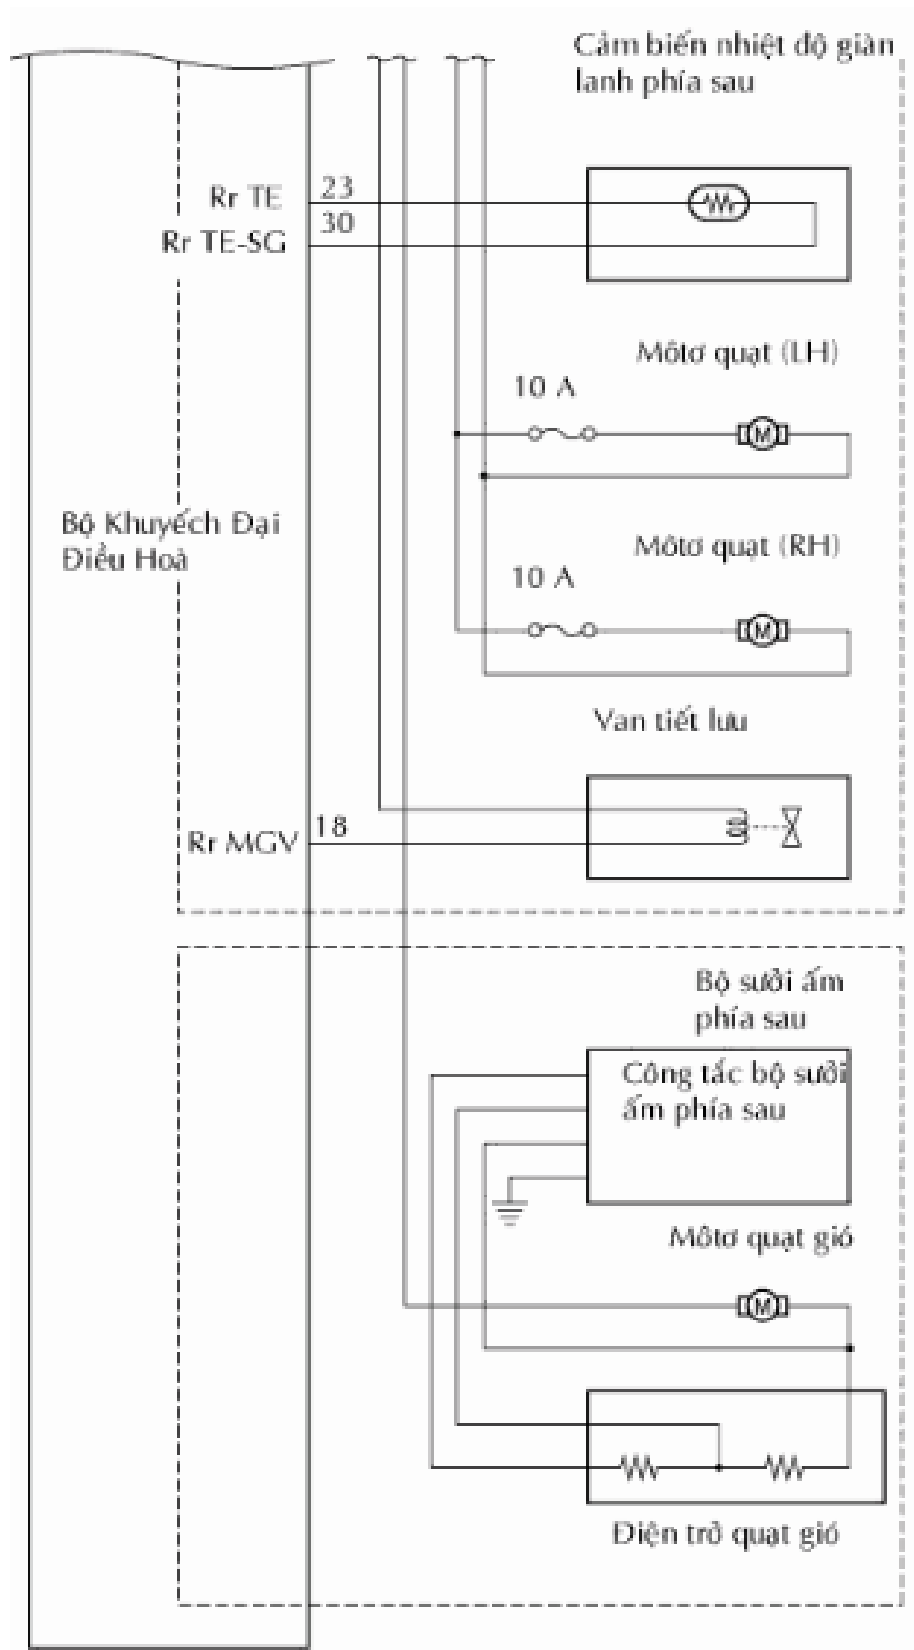 Cảm biến nhiệt độ giàn
lanh phía sau
Rr TE
23
30
Rr TE-SG
Môtơ quạt (LH)
10 A
M
Bộ Khuyếch Đại
Điều Hoà
Môtơ quạt (RH)
10 A
M
Van tiết lưu
Rr MGV
18
Bộ sưởi ấm
phía sau
Công tắc bộ sưởi
ấm phía sau
Môtơ quạt gió
M
Điện trở quạt gió